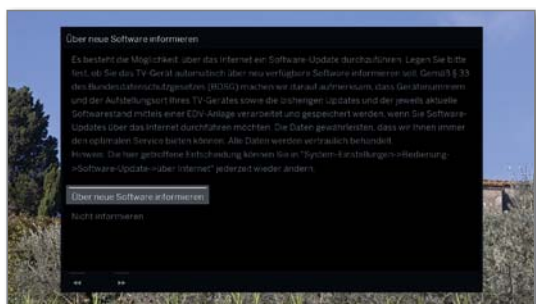 Über neue Software informieren
Es besteht die Möglichkeit, über das Internet ein Software-Update durchzuführen. Legen Sie bitte
fest, ob Sie das TV-Gerät automatisch über neu verfügbare Software informieren soll. Gemäß § 33
des Bundesdatenschutzgesetzes (BDSG) machen wir darauf aufmerksam, dass Gerätenummern
und der Aufstellungsort Ihres TV-Gerätes sowie die bisherigen Updates und der jeweils aktuelle
Softwarestand mittels einer EDV-Anlage verarbeitet und gespeichert werden, wenn Sie Software-
Updates über das Internet durchführen möchten. Die Daten gewährleisten, dass wir Ihnen immer
den optimalen Service bieten können. Alle Daten werden vertraulich behandelt.
Hinweis: Die hier getroffene Entscheidung können Sie in "System-Einstellungen->Bedienung-
>Software-Update->über Internet" jederzeit wieder ändern.
Über neue Software informieren
Nicht informieren